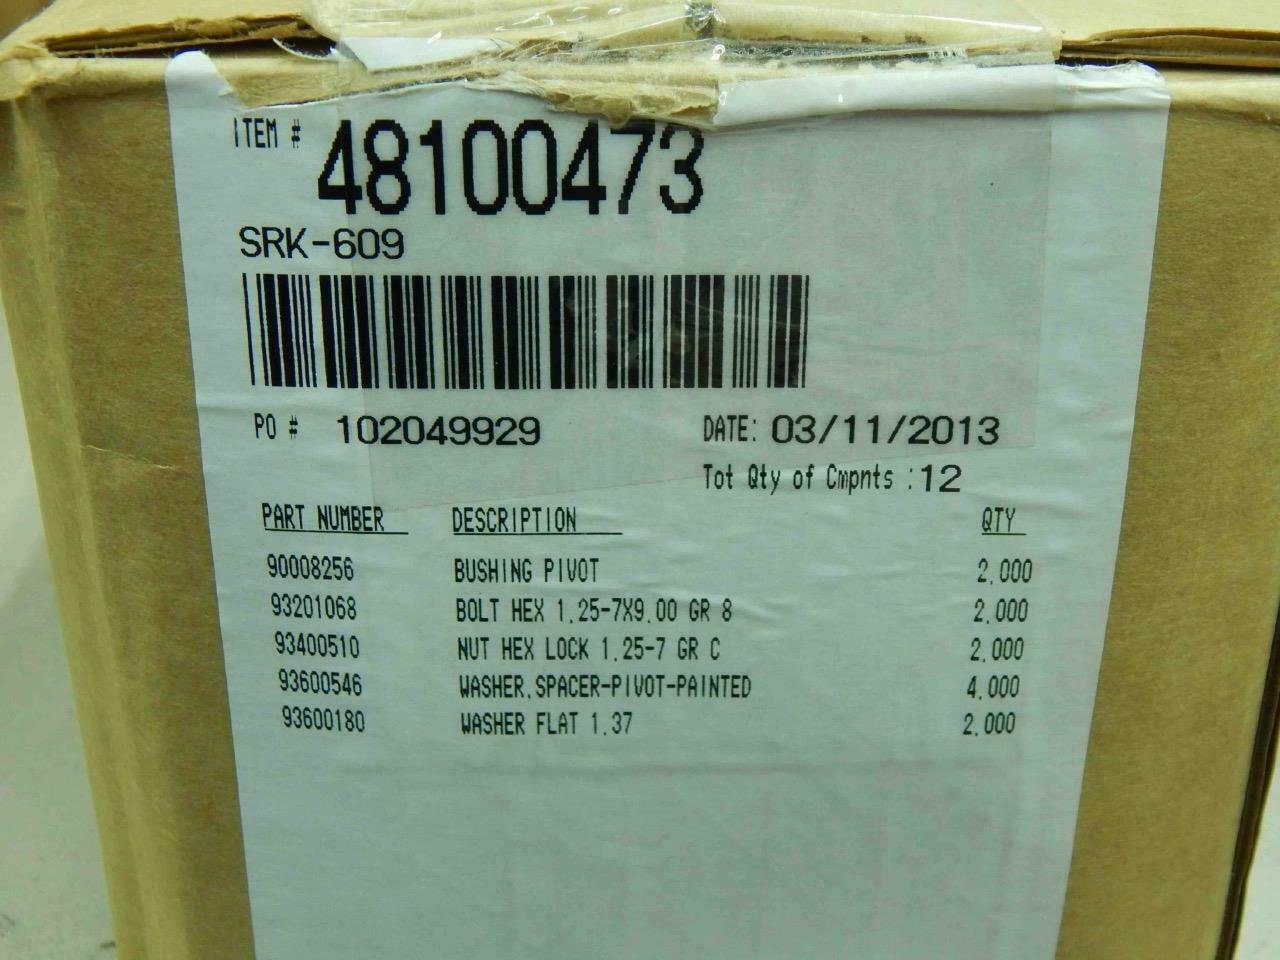 ITEM # 48100473
SRK-609
PO # 102049929 DATE: 03/11/2013
Tot Qty of Cmpnts :12
PART NUMBER DESCRIPTION QTY
90008256 BUSHING PIVOT 2.000
93201068 BOLT HEX 1.25-7X9.00 GR 8 2.000
93400510 NUT HEX LOCK 1.25-7 GR C 2.000
93600546 WASHER,SPACER-PIVOT-PAINTED 4.000
93600180 WASHER FLAT 1.37 2.000